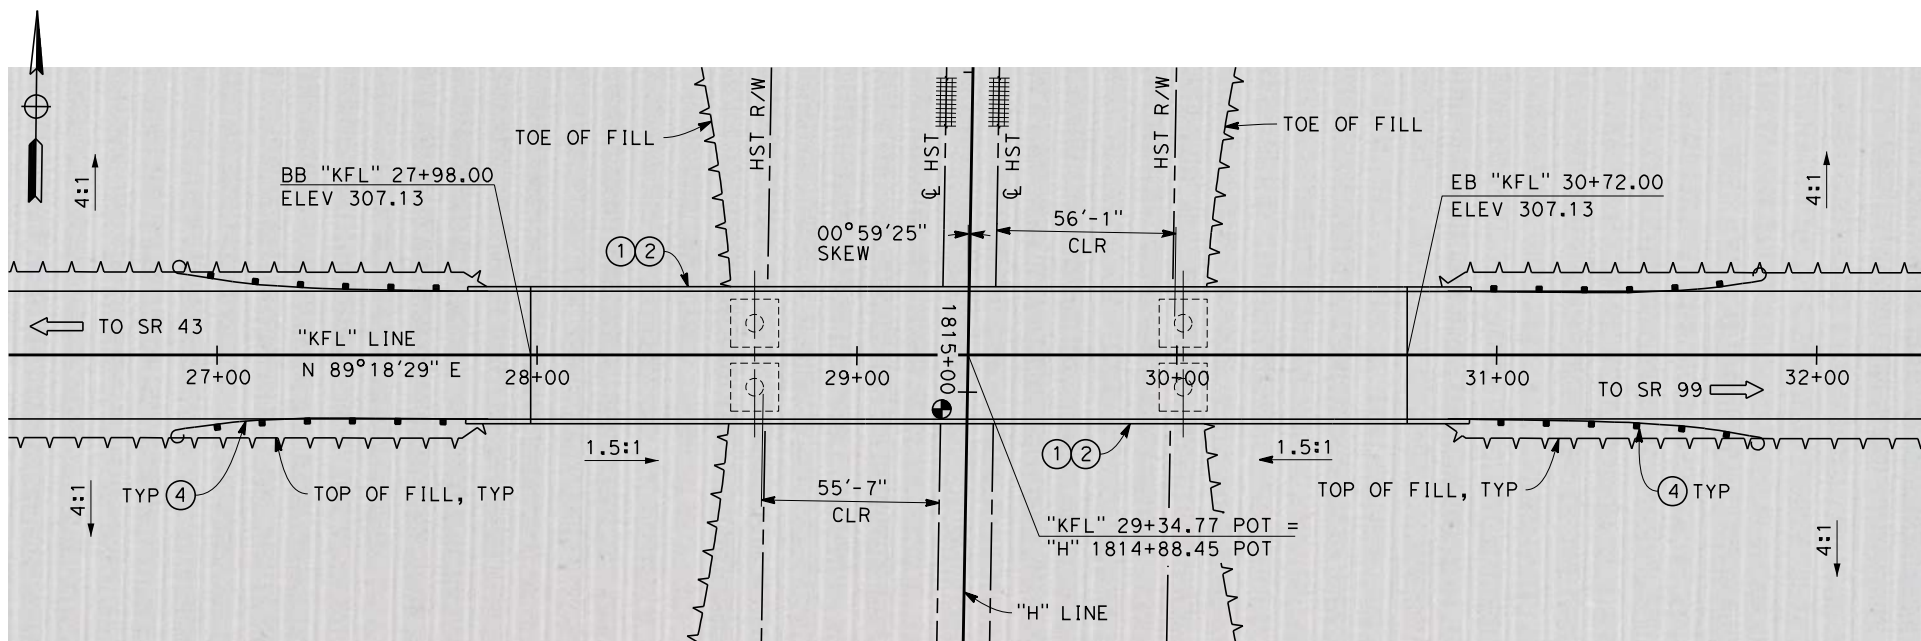 TOE OF FILL
HST R/W
℄ HST
℄ HST
HST R/W
TOE OF FILL
4:1
BB "KFL" 27+98.00
ELEV 307.13
00°59'25"
SKEW
56'-1"
CLR
EB "KFL" 30+72.00
ELEV 307.13
4:1
1 2
TO SR 43
"KFL" LINE
N 89°18'29" E
1815+00
27+00
28+00
29+00
30+00
31+00
32+00
TO SR 99
1.5:1
1 2
1.5:1
4:1
TYP 4
TOP OF FILL, TYP
55'-7"
CLR
TOP OF FILL, TYP
4 TYP
"KFL" 29+34.77 POT =
"H" 1814+88.45 POT
4:1
"H" LINE